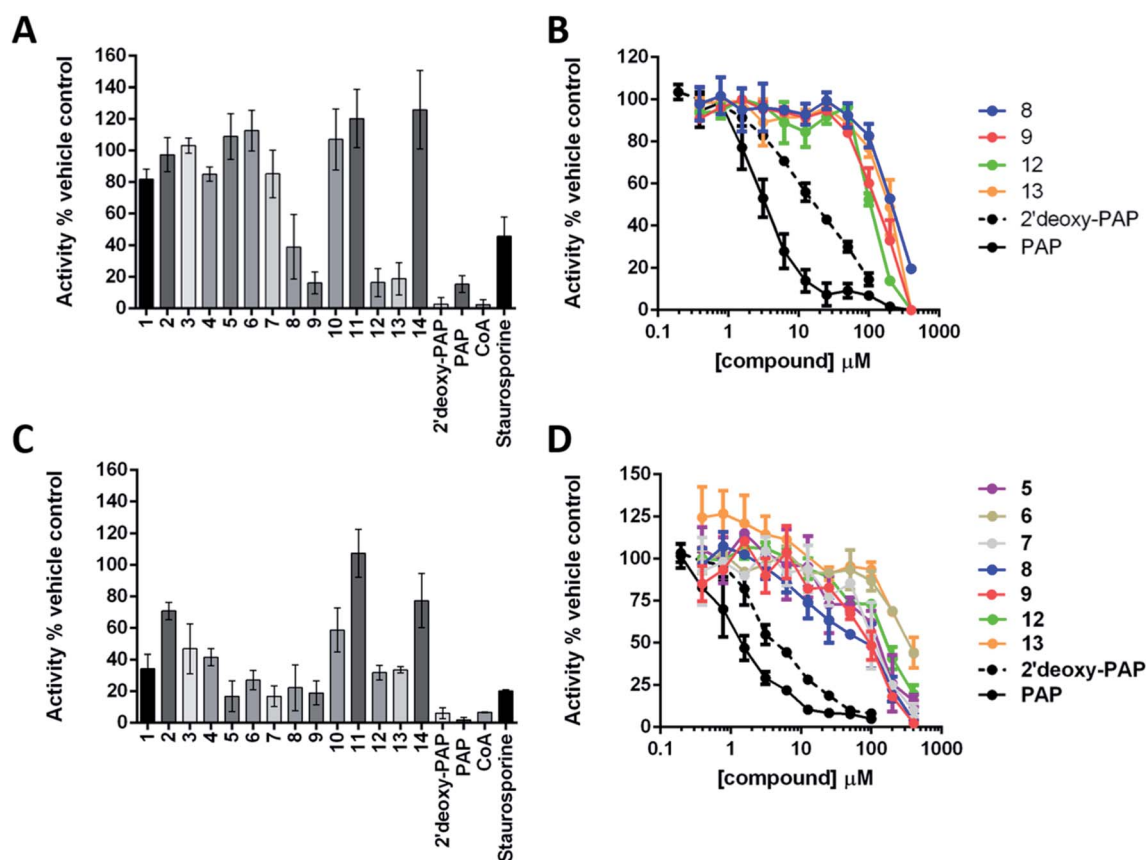 A
Activity % vehicle control
160
140
120
100
80
60
40
20
0
1 2 3 4 5 6 7 8 9 10 11 12 13 14 2'deoxy-PAP PAP CoA Staurosporine
B
Activity % vehicle control
120
100
80
60
40
20
0
0.1 1 10 100 1000
[compound] μM
8
9
12
13
2'deoxy-PAP
PAP
C
Activity % vehicle control
160
140
120
100
80
60
40
20
0
1 2 3 4 5 6 7 8 9 10 11 12 13 14 2'deoxy-PAP PAP CoA Staurosporine
D
Activity % vehicle control
150
125
100
75
50
25
0
0.1 1 10 100 1000
[compound] μM
5
6
7
8
9
12
13
2'deoxy-PAP
PAP